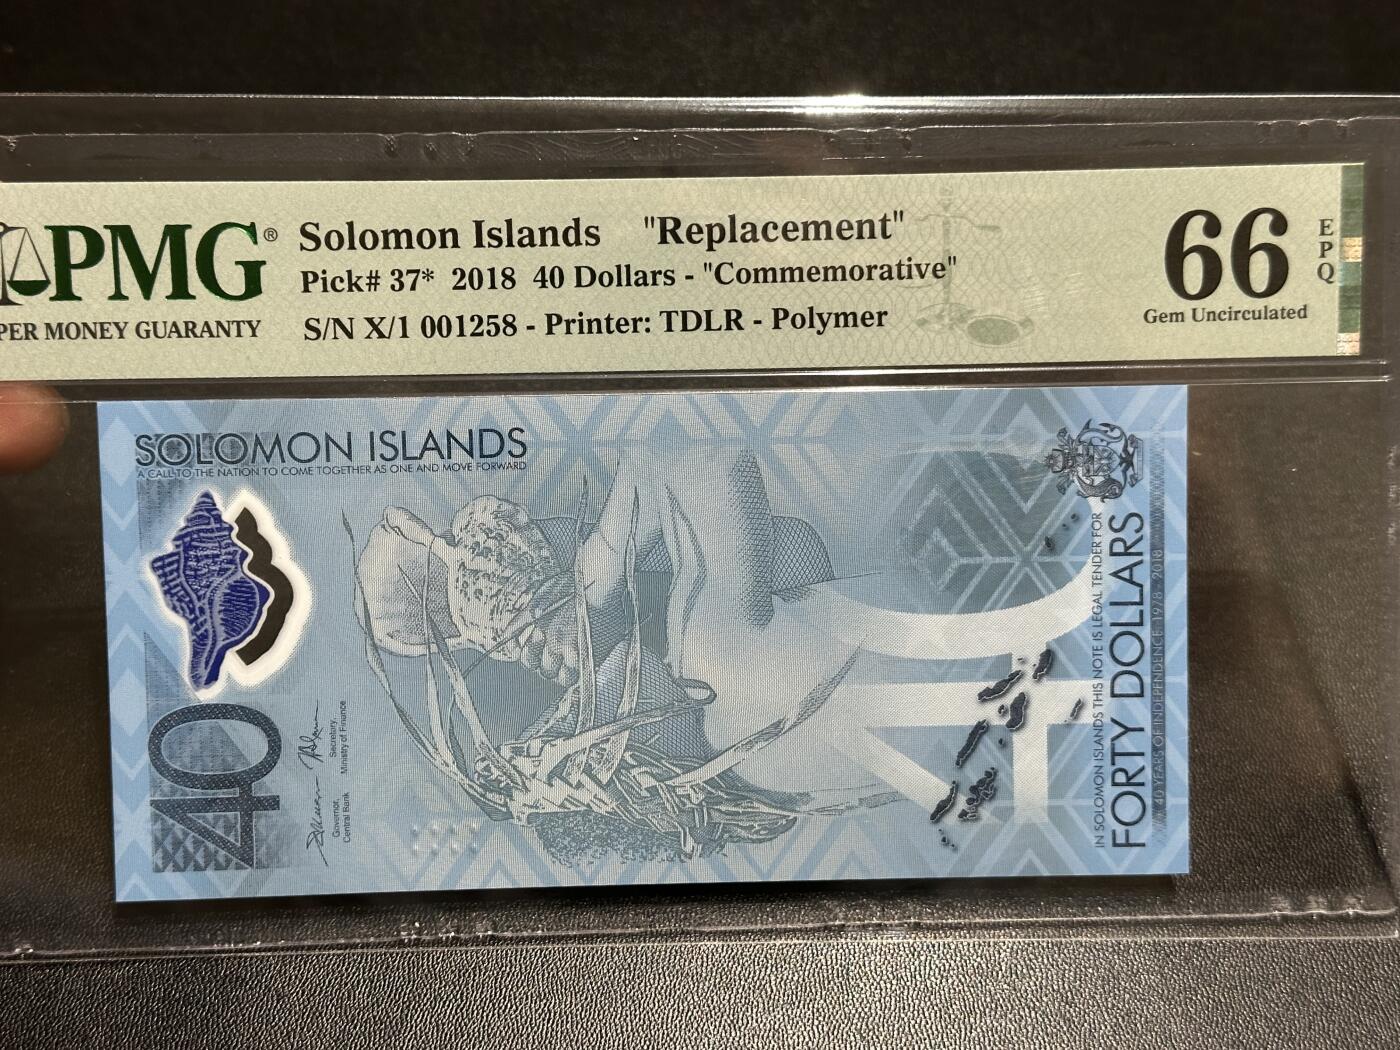 PMG®
PER MONEY GUARANTY
Solomon Islands "Replacement"
Pick# 37* 2018 40 Dollars - "Commemorative"
S/N X/1 001258 - Printer: TDLR - Polymer
66
EPQ
Gem Uncirculated
SOLOMON ISLANDS
A CALL TO THE NATION TO COME TOGETHER AS ONE AND MOVE FORWARD
40
Governor,
Central Bank
Secretary,
Ministry of Finance
40
IN SOLOMON ISLANDS THIS NOTE IS LEGAL TENDER FOR
FORTY DOLLARS
40 YEARS OF INDEPENDENCE 1978 - 2018